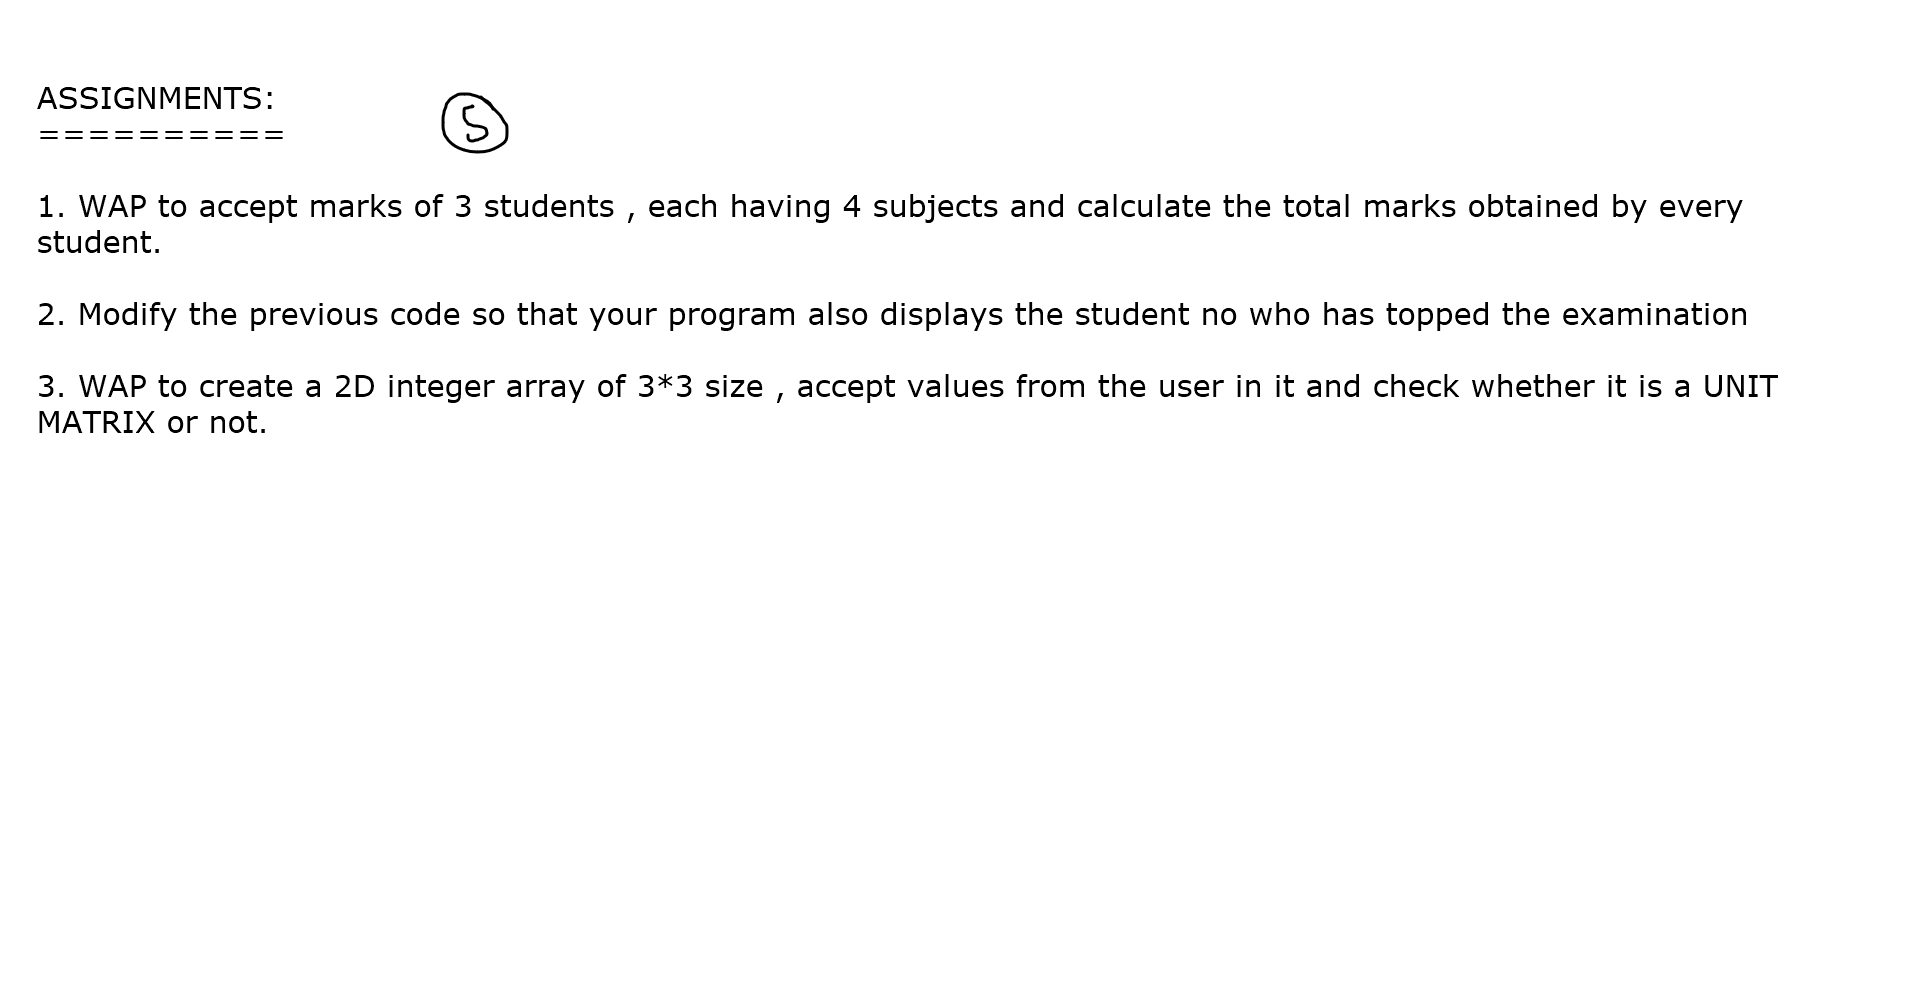 ASSIGNMENTS:
==========
5
1. WAP to accept marks of 3 students , each having 4 subjects and calculate the total marks obtained by every
student.
2. Modify the previous code so that your program also displays the student no who has topped the examination
3. WAP to create a 2D integer array of 3*3 size , accept values from the user in it and check whether it is a UNIT
MATRIX or not.